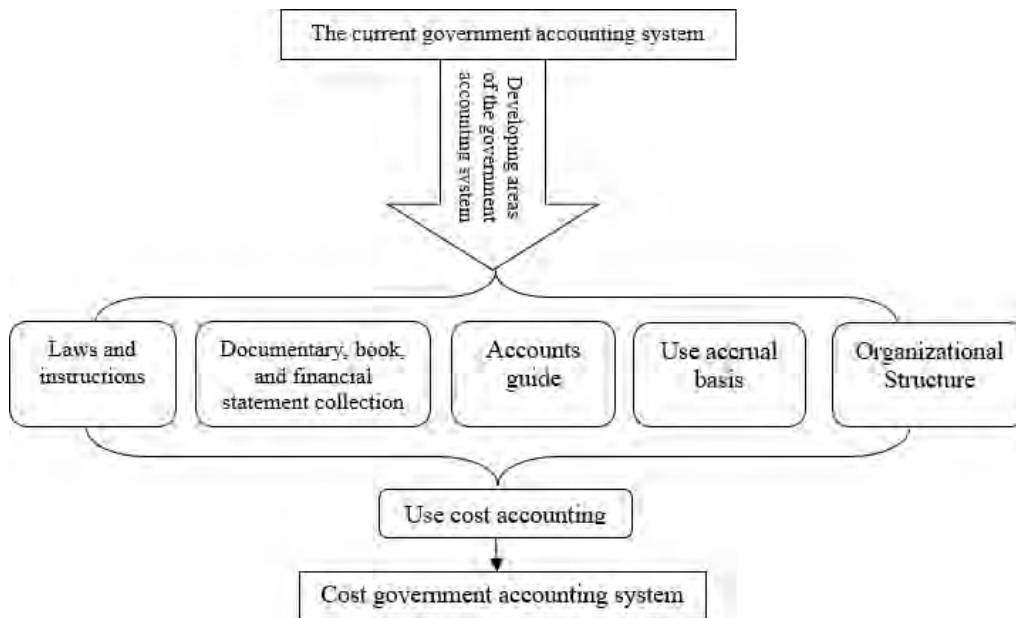 The current government accounting system
Developing areas
of the government
accounting system
Laws and
instructions
Documentary, book,
and financial
statement collection
Accounts
guide
Use accrual
basis
Organizational
Structure
Use cost accounting
Cost government accounting system